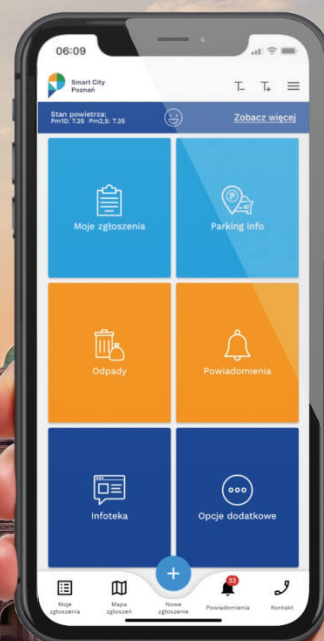 06:09
Smart City
Poznań
T- T+
Stan powietrza:
Pm10: 7.25 Pm2,5: 7.35
Zobacz więcej
Moje zgłoszenia
Parking info
Odpady
Powiadomienia
Infoteka
Opcje dodatkowe
33
Moje
zgłoszenia
Mapa
zgłoszeń
Nowe
zgłoszenie
Powiadomienia
Kontakt